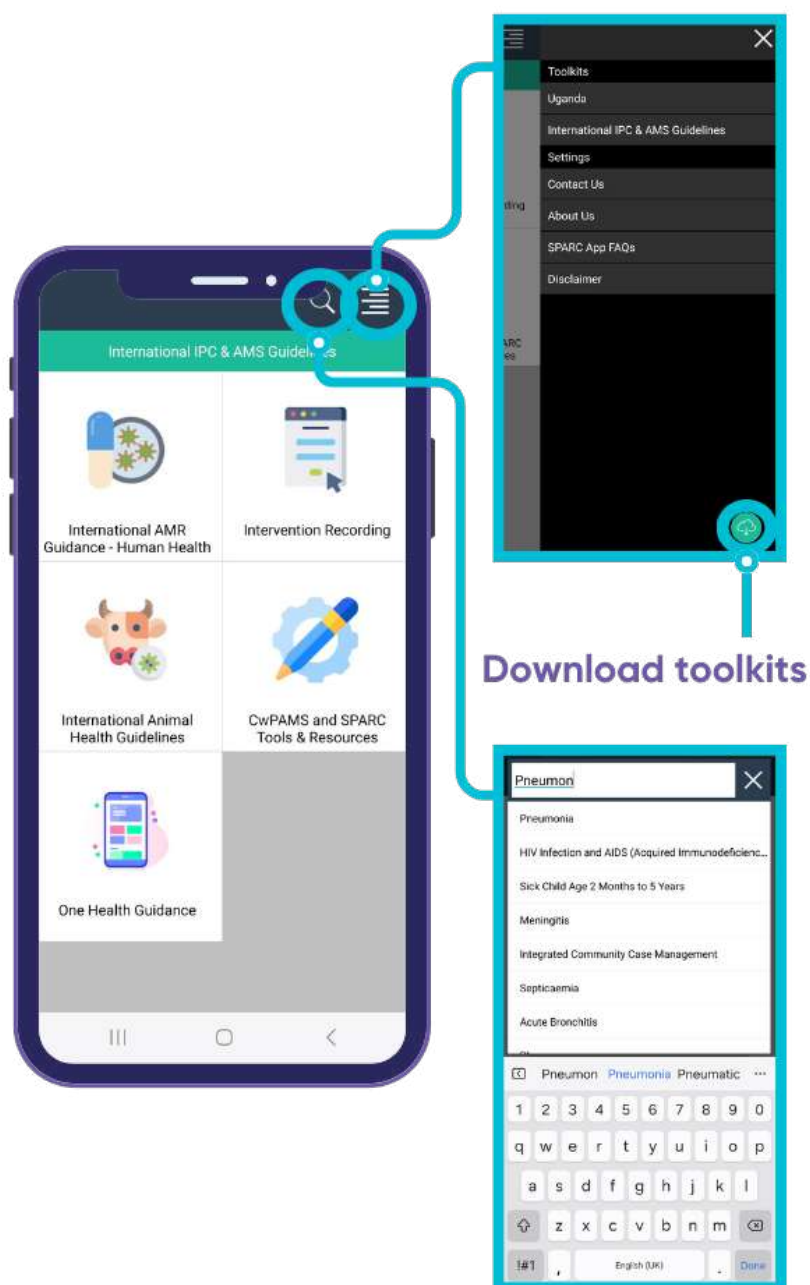 International IPC & AMS Guidelines
International AMR
Guidance - Human Health
Intervention Recording
International Animal
Health Guidelines
CwPAMS and SPARC
Tools & Resources
One Health Guidance
Toolkits
Uganda
International IPC & AMS Guidelines
Settings
Contact Us
About Us
SPARC App FAQs
Disclaimer
Download toolkits
Pneumon
Pneumonia
HIV Infection and AIDS (Acquired Immunodeficienc...
Sick Child Age 2 Months to 5 Years
Meningitis
Integrated Community Case Management
Septicaemia
Acute Bronchitis
Pneumon Pneumonia Pneumatic ...
1 2 3 4 5 6 7 8 9 0
q w e r t y u i o p
a s d f g h j k l
z x c v b n m
!#1 , English (UK) . Done